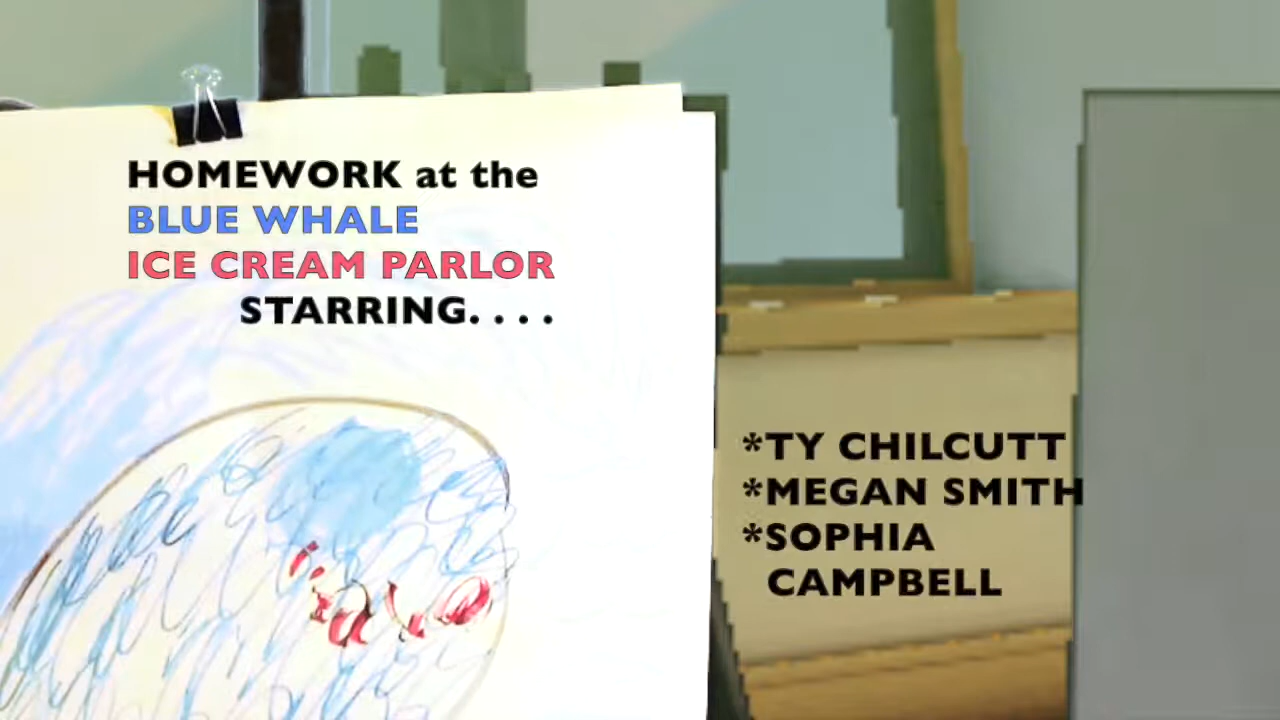 HOMEWORK at the
BLUE WHALE
ICE CREAM PARLOR
STARRING. . . .
*TY CHILCUTT
*MEGAN SMITH
*SOPHIA
CAMPBELL